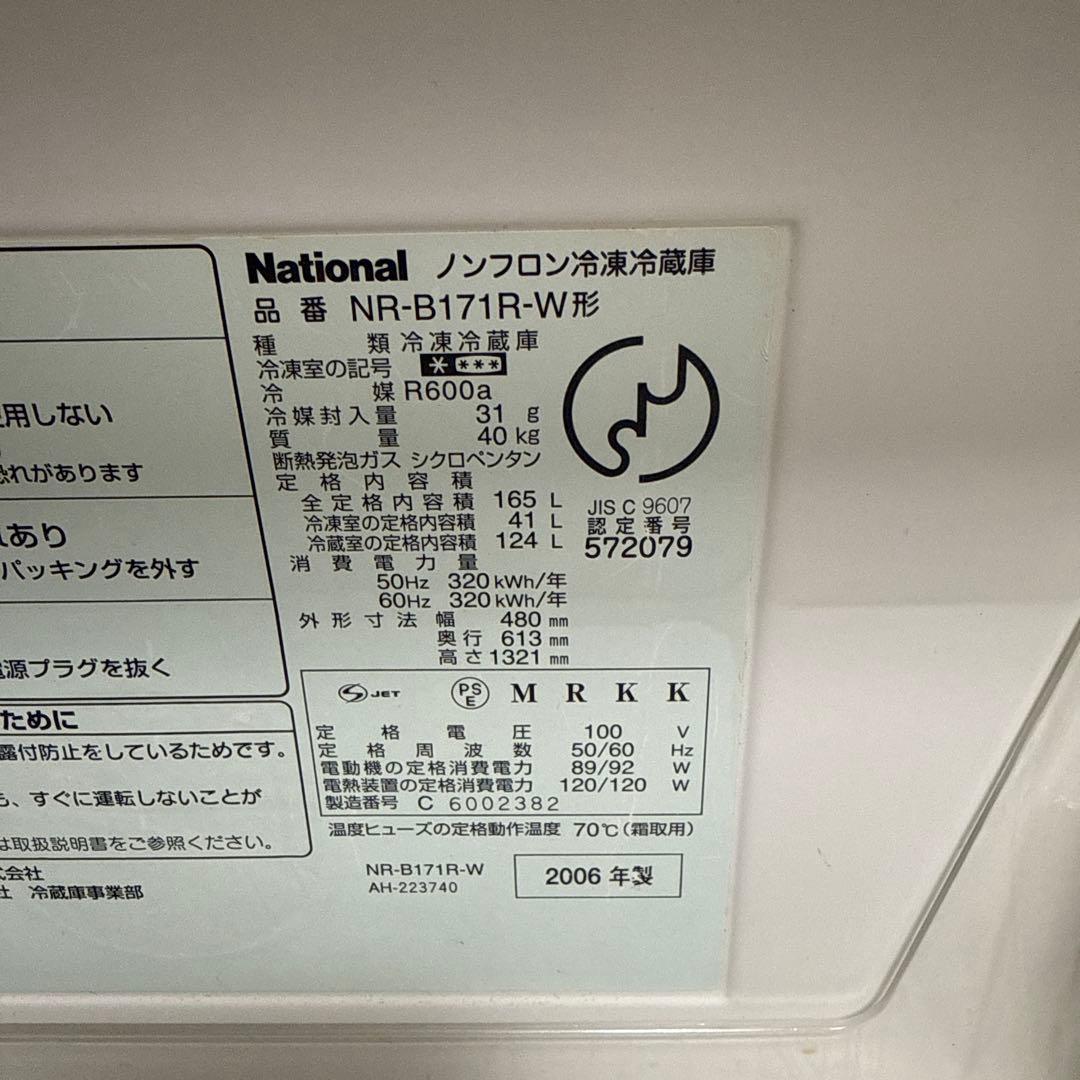 National ノンフロン冷凍冷蔵庫
品番 NR-B171R-W形
種類 冷凍冷蔵庫
冷凍室の記号 * ***
冷媒 R600a
冷媒封入量 31 g
質量 40 kg
断熱発泡ガス シクロペンタン
定格内容積
全定格内容積 165 L
冷凍室の定格内容積 41 L
冷蔵室の定格内容積 124 L
消費電力量
50Hz 320 kWh/年
60Hz 320 kWh/年
外形寸法 幅 480 mm
奥行 613 mm
高さ 1321 mm
JIS C 9607
認定番号
572079
S JET PSE M R K K
定格電圧 100 V
定格周波数 50/60 Hz
電動機の定格消費電力 89/92 W
電熱装置の定格消費電力 120/120 W
製造番号 C 6002382
温度ヒューズの定格動作温度 70℃(霜取用)
NR-B171R-W
AH-223740
2006 年製
用しない
恐れがあります
あり
パッキングを外す
電源プラグを抜く
ために
露付防止をしているためです。
も、すぐに運転しないことが
は取扱説明書をご参照ください。
式会社
社 冷蔵庫事業部